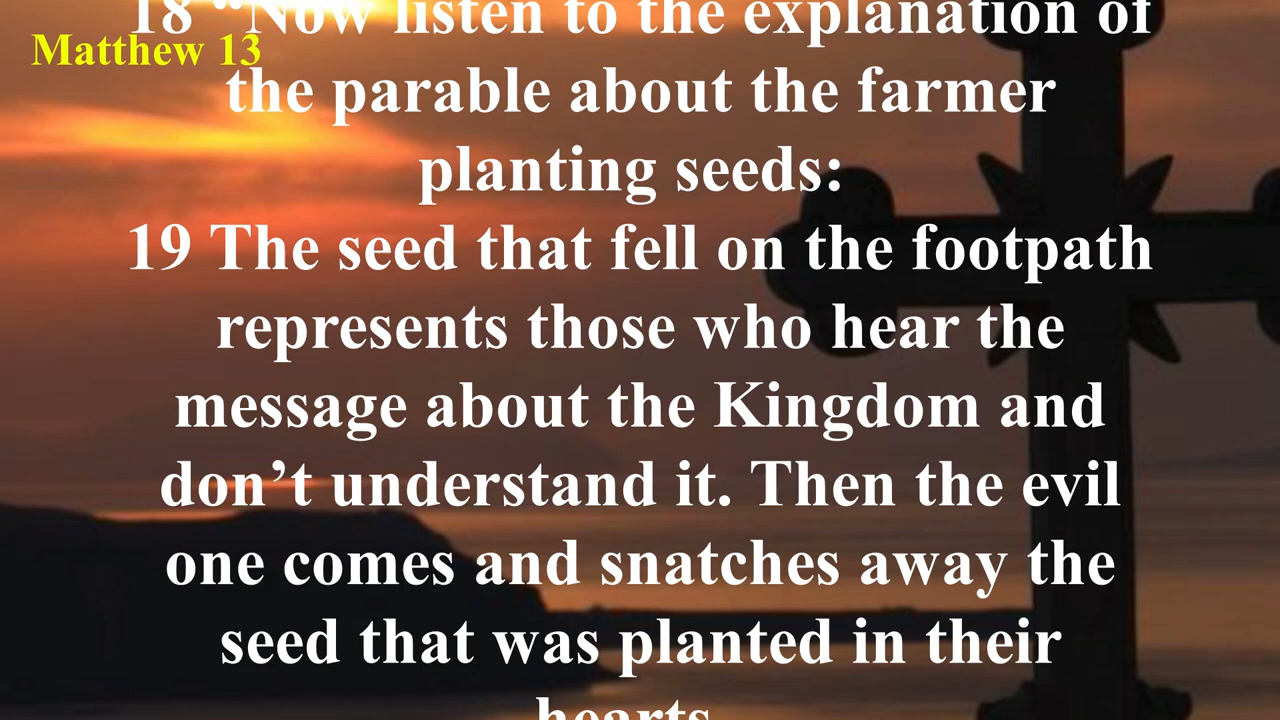 Matthew 13
18 “Now listen to the explanation of
the parable about the farmer
planting seeds:
19 The seed that fell on the footpath
represents those who hear the
message about the Kingdom and
don’t understand it. Then the evil
one comes and snatches away the
seed that was planted in their
hearts.